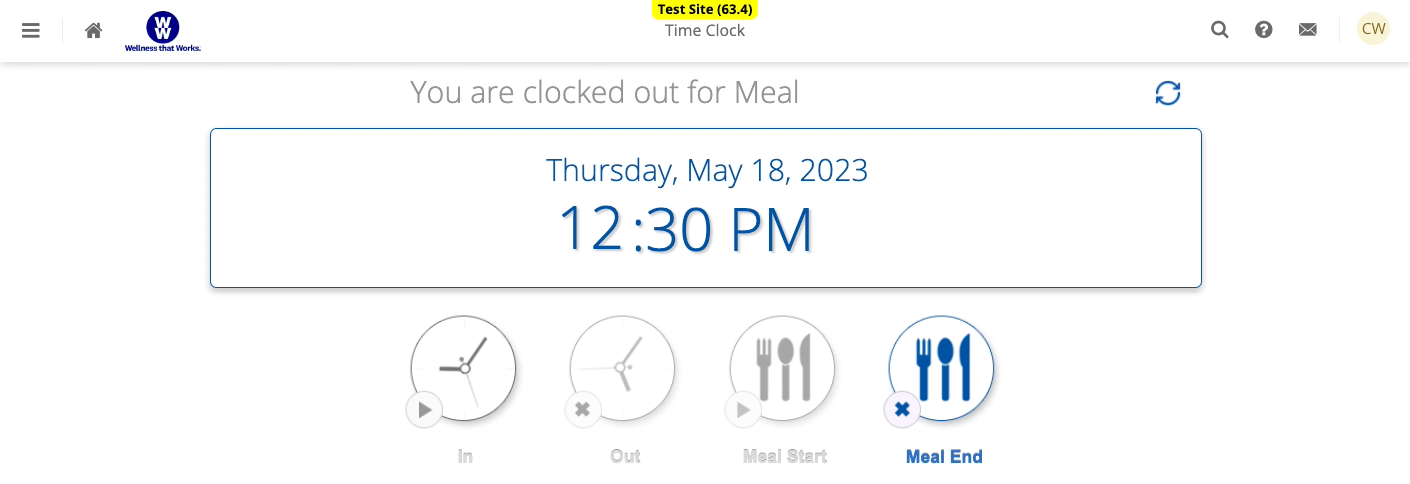 Test Site (63.4)
Time Clock
WW
Wellness that Works.
CW
You are clocked out for Meal
Thursday, May 18, 2023
12:30 PM
In
Out
Meal Start
Meal End